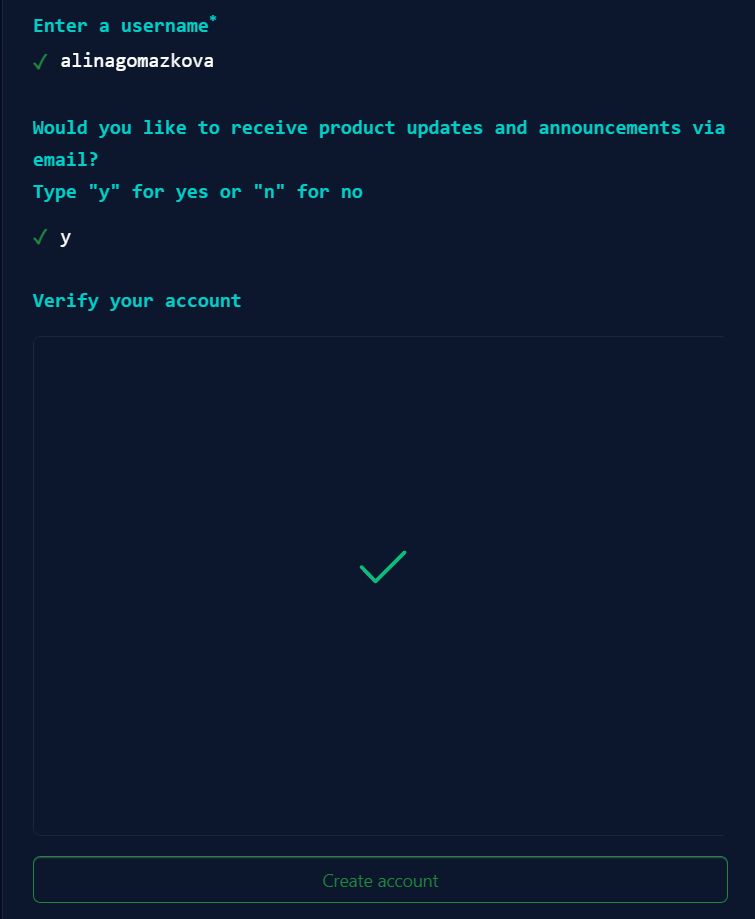 Enter a username*
✓ alinagomazkova
Would you like to receive product updates and announcements via
email?
Type "y" for yes or "n" for no
✓ y
Verify your account
Create account